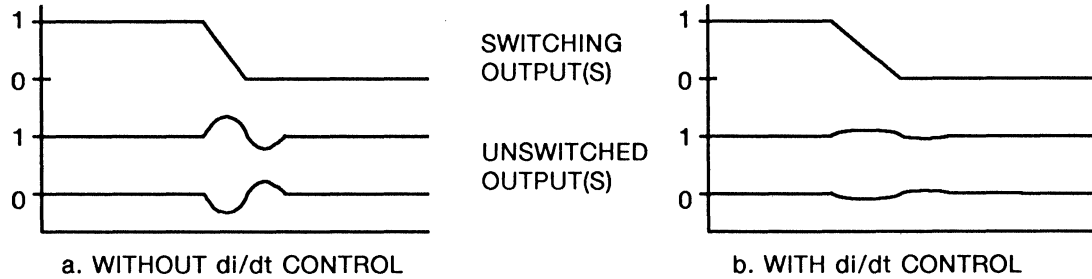 1
0
1
0
a. WITHOUT di/dt CONTROL
SWITCHING
OUTPUT(S)
UNSWITCHED
OUTPUT(S)
1
0
1
0
b. WITH di/dt CONTROL